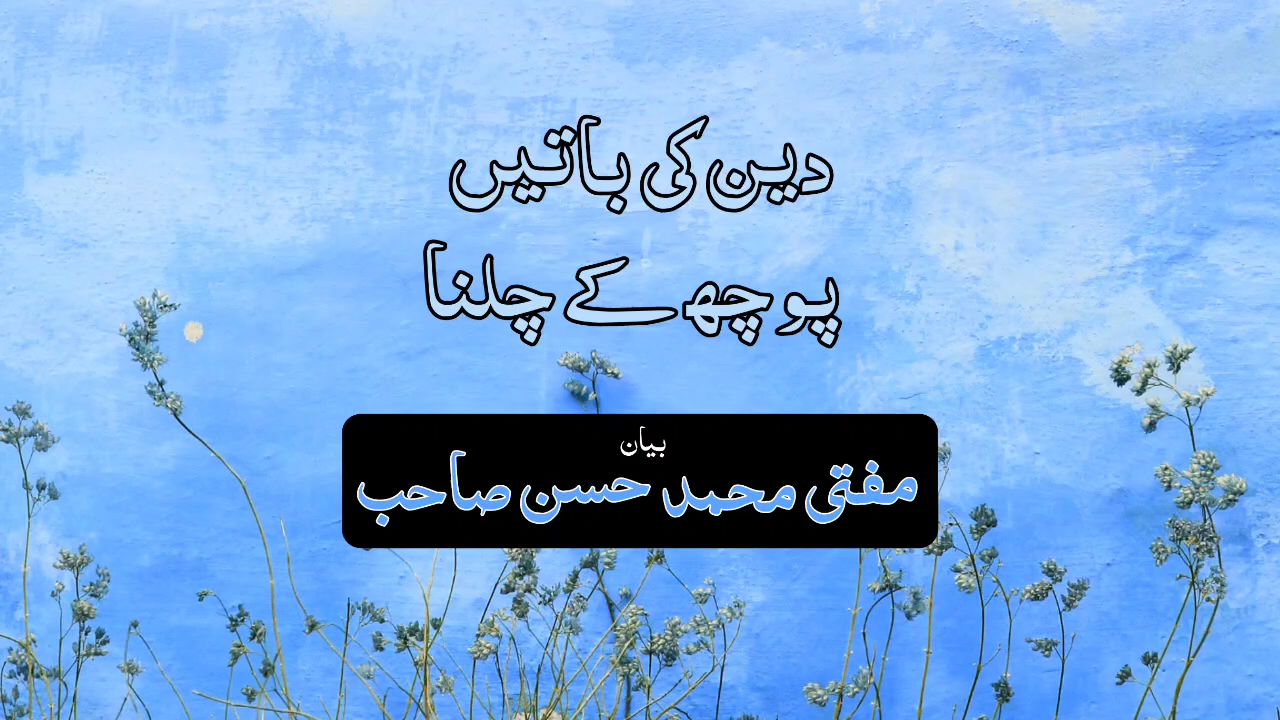 دین کی باتیں
پوچھ کے چلنا
بیان
مفتی محمد حسن صاحب